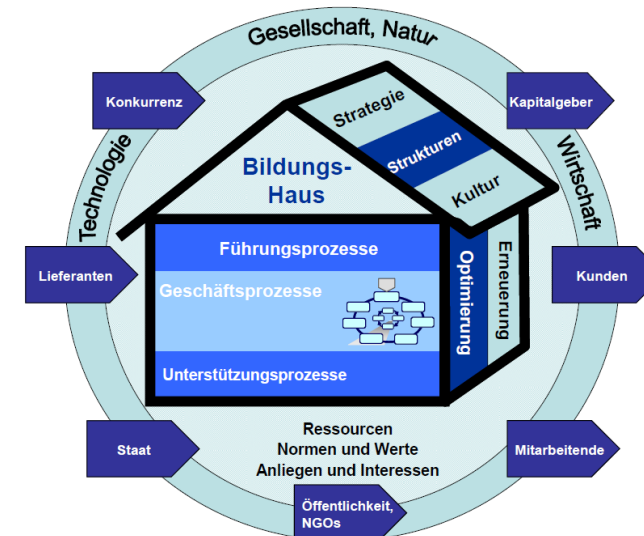 Gesellschaft, Natur
Technologie
Wirtschaft
Konkurrenz
Kapitalgeber
Strategie
Strukturen
Kultur
Bildungs-
Haus
Führungsprozesse
Geschäftsprozesse
Unterstützungsprozesse
Optimierung
Erneuerung
Lieferanten
Kunden
Ressourcen
Normen und Werte
Anliegen und Interessen
Staat
Mitarbeitende
Öffentlichkeit,
NGOs